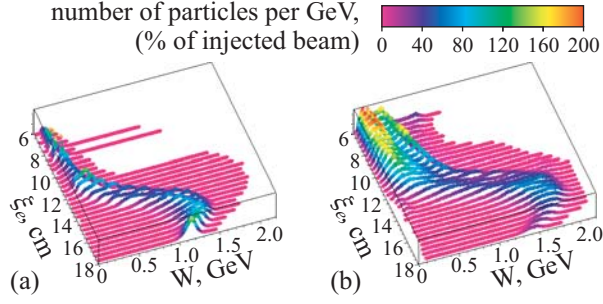 number of particles per GeV,
(% of injected beam)
0 40 80 120 160 200
6
8
10
12
14
16
18
ξe, cm
0 0.5 1.0 1.5 2.0
W, GeV
(a)
6
8
10
12
14
16
18
ξe, cm
0 0.5 1.0 1.5 2.0
W, GeV
(b)